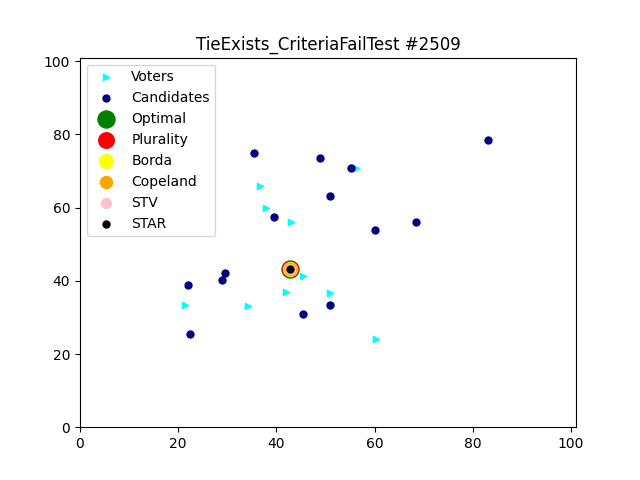 TieExists_CriteriaFailTest #2509
100
80
60
40
20
0
Voters
Candidates
Optimal
Plurality
Borda
Copeland
STV
STAR
0 20 40 60 80 100